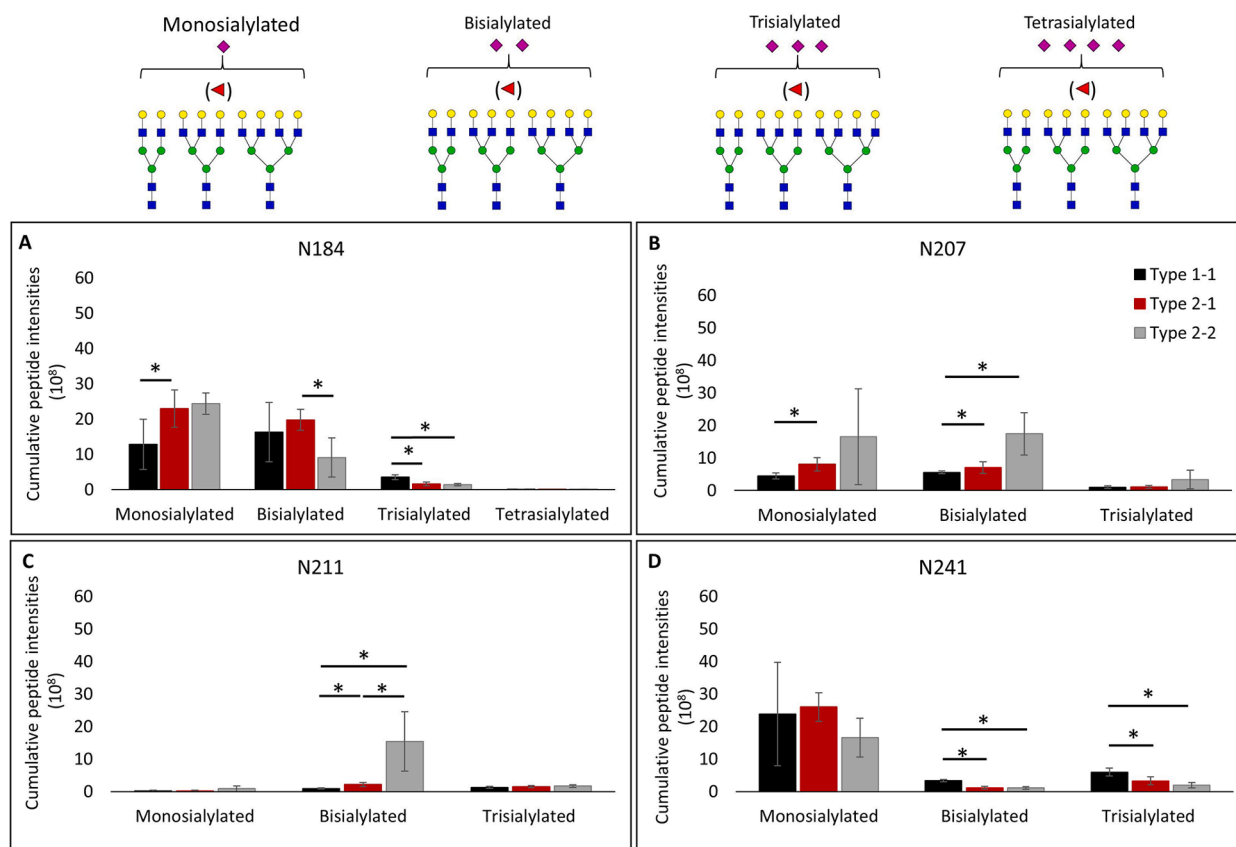 Monosialylated
Bisialylated
Trisialylated
Tetrasialylated
( )
( )
( )
( )
A
N184
Cumulative peptide intensities
(10⁸)
60
50
40
30
20
10
0
*
*
*
*
Monosialylated
Bisialylated
Trisialylated
Tetrasialylated
B
N207
Cumulative peptide intensities
(10⁸)
60
50
40
30
20
10
0
Type 1-1
Type 2-1
Type 2-2
*
*
*
Monosialylated
Bisialylated
Trisialylated
C
N211
Cumulative peptide intensities
(10⁸)
60
50
40
30
20
10
0
*
* *
Monosialylated
Bisialylated
Trisialylated
D
N241
Cumulative peptide intensities
(10⁸)
60
50
40
30
20
10
0
*
*
*
*
Monosialylated
Bisialylated
Trisialylated